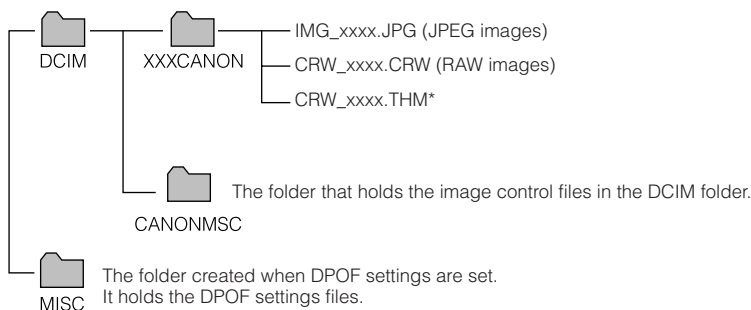 DCIM
XXXCANON
IMG_xxxx.JPG (JPEG images)
CRW_xxxx.CRW (RAW images)
CRW_xxxx.THM*
CANONMSC
The folder that holds the image control files in the DCIM folder.
MISC
The folder created when DPOF settings are set.
It holds the DPOF settings files.